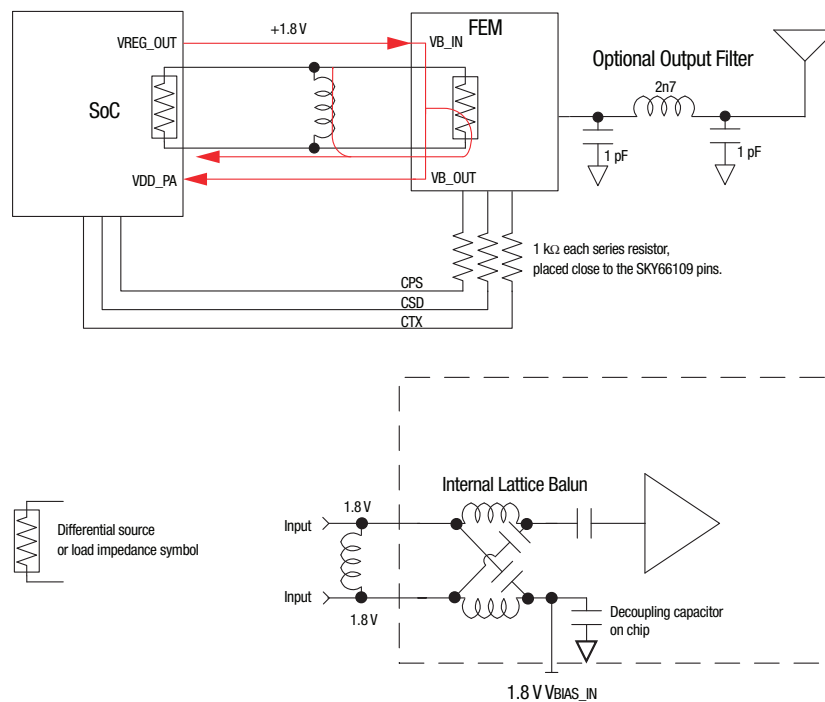 VREG_OUT
+1.8 V
VB_IN
FEM
Optional Output Filter
2n7
SoC
1 pF
1 pF
VDD_PA
VB_OUT
1 kΩ each series resistor,
placed close to the SKY66109 pins.
CPS
CSD
CTX
Internal Lattice Balun
1.8 V
Input
Differential source
or load impedance symbol
Input
1.8 V
Decoupling capacitor
on chip
1.8 V VBIAS_IN